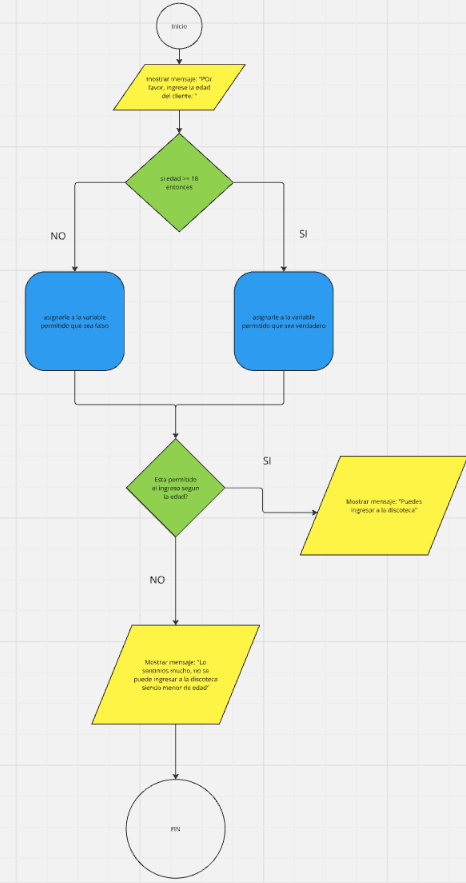 Inicio
mostrar mensaje: "POr
favor, ingrese la edad
del cliente: "
si edad >= 18
entonces
NO
SI
asignarle a la variable
permitido que sea falso
asignarle a la variable
permitido que sea verdadero
Esta permitido
el ingreso segun
la edad?
SI
Mostrar mensaje: "Puedes
ingresar a la discoteca"
NO
Mostrar mensaje: "Lo
sentimos mucho, no se
puede ingresar a la discoteca
siendo menor de edad"
FIN